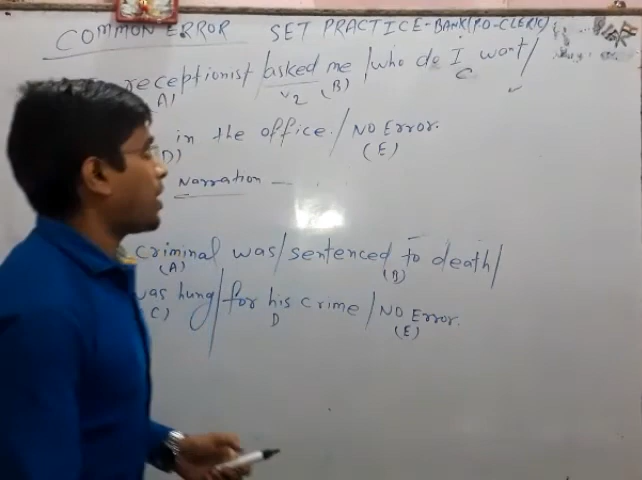 COMMON ERROR SET PRACTICE-BANK(P.O-CLERK)
receptionist / asked me / who do I want /
(A) V2 (B) C
in the office. / NO ERROR.
D) (E)
Narration —
criminal was / sentenced to death /
(A) (B)
was hung / for his crime / NO Error.
C) D (E)